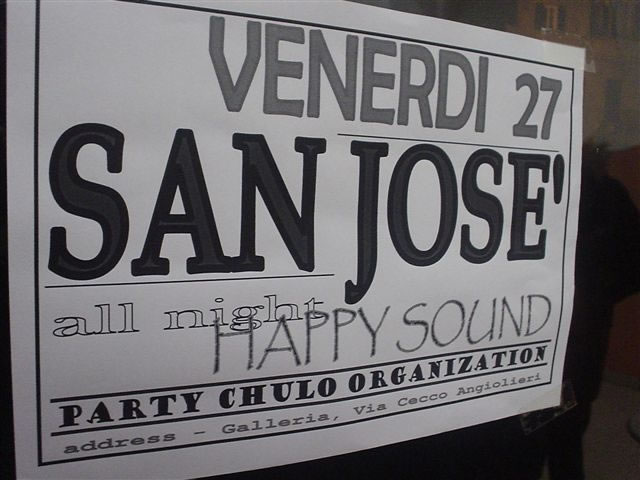 VENERDI 27
SAN JOSE'
all night
HAPPY SOUND
PARTY CHULO ORGANIZATION
address - Galleria, Via Cecco Angiolieri